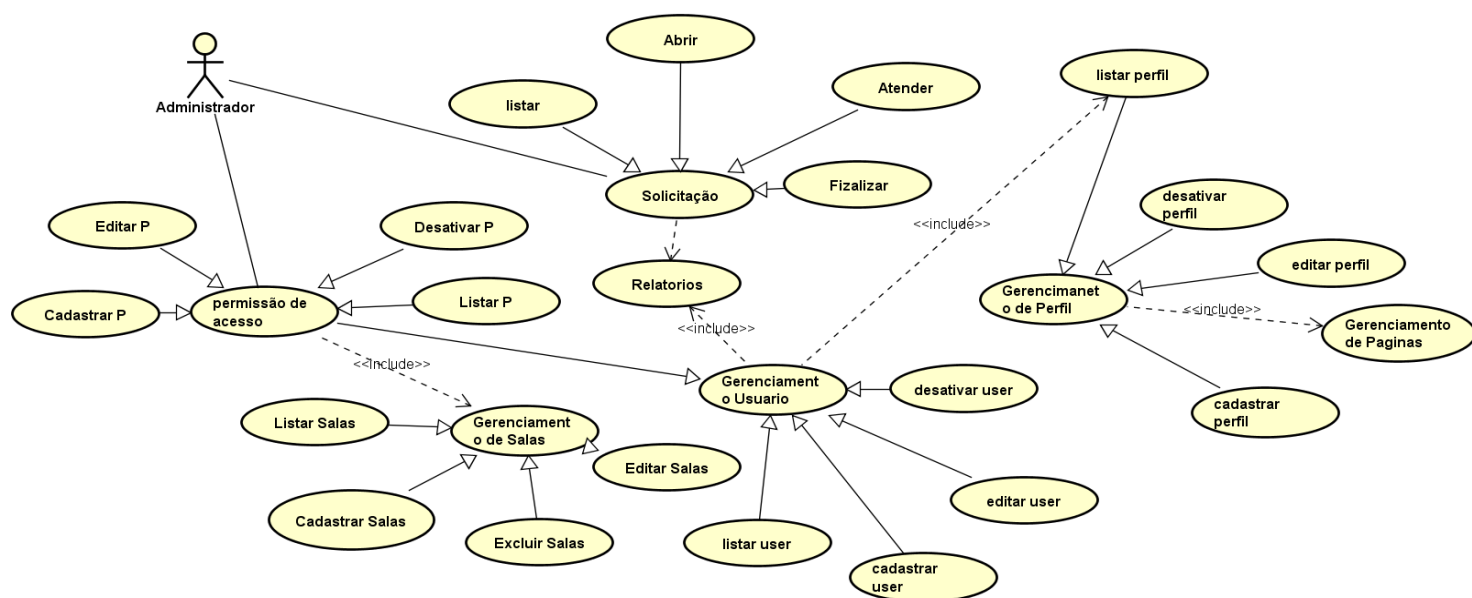 Abrir
listar perfil
Atender
listar
Administrador
Fizalizar
Solicitação
desativar
perfil
<<include>>
Editar P
Desativar P
editar perfil
Relatorios
Gerencimanet
o de Perfil
Listar P
permissão de
acesso
Cadastrar P
<<include>>
Gerenciamento
de Paginas
<<include>>
<<include>>
Gerenciament
o Usuario
desativar user
cadastrar
perfil
Listar Salas
Gerenciament
o de Salas
Editar Salas
editar user
Cadastrar Salas
Excluir Salas
listar user
cadastrar
user